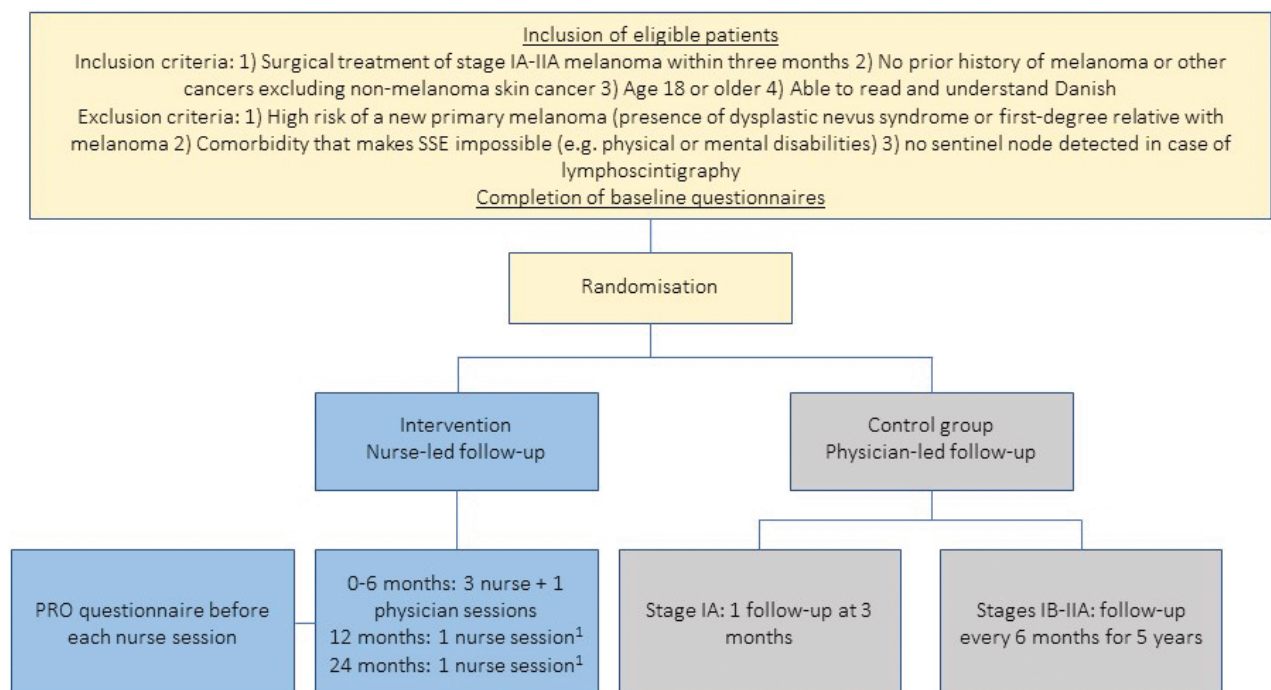 Inclusion of eligible patients
Inclusion criteria: 1) Surgical treatment of stage IA-IIA melanoma within three months 2) No prior history of melanoma or other
cancers excluding non-melanoma skin cancer 3) Age 18 or older 4) Able to read and understand Danish
Exclusion criteria: 1) High risk of a new primary melanoma (presence of dysplastic nevus syndrome or first-degree relative with
melanoma 2) Comorbidity that makes SSE impossible (e.g. physical or mental disabilities) 3) no sentinel node detected in case of
lymphoscintigraphy
Completion of baseline questionnaires
Randomisation
Intervention
Nurse-led follow-up
Control group
Physician-led follow-up
PRO questionnaire before
each nurse session
0-6 months: 3 nurse + 1
physician sessions
12 months: 1 nurse session¹
24 months: 1 nurse session¹
Stage IA: 1 follow-up at 3
months
Stages IB-IIA: follow-up
every 6 months for 5 years